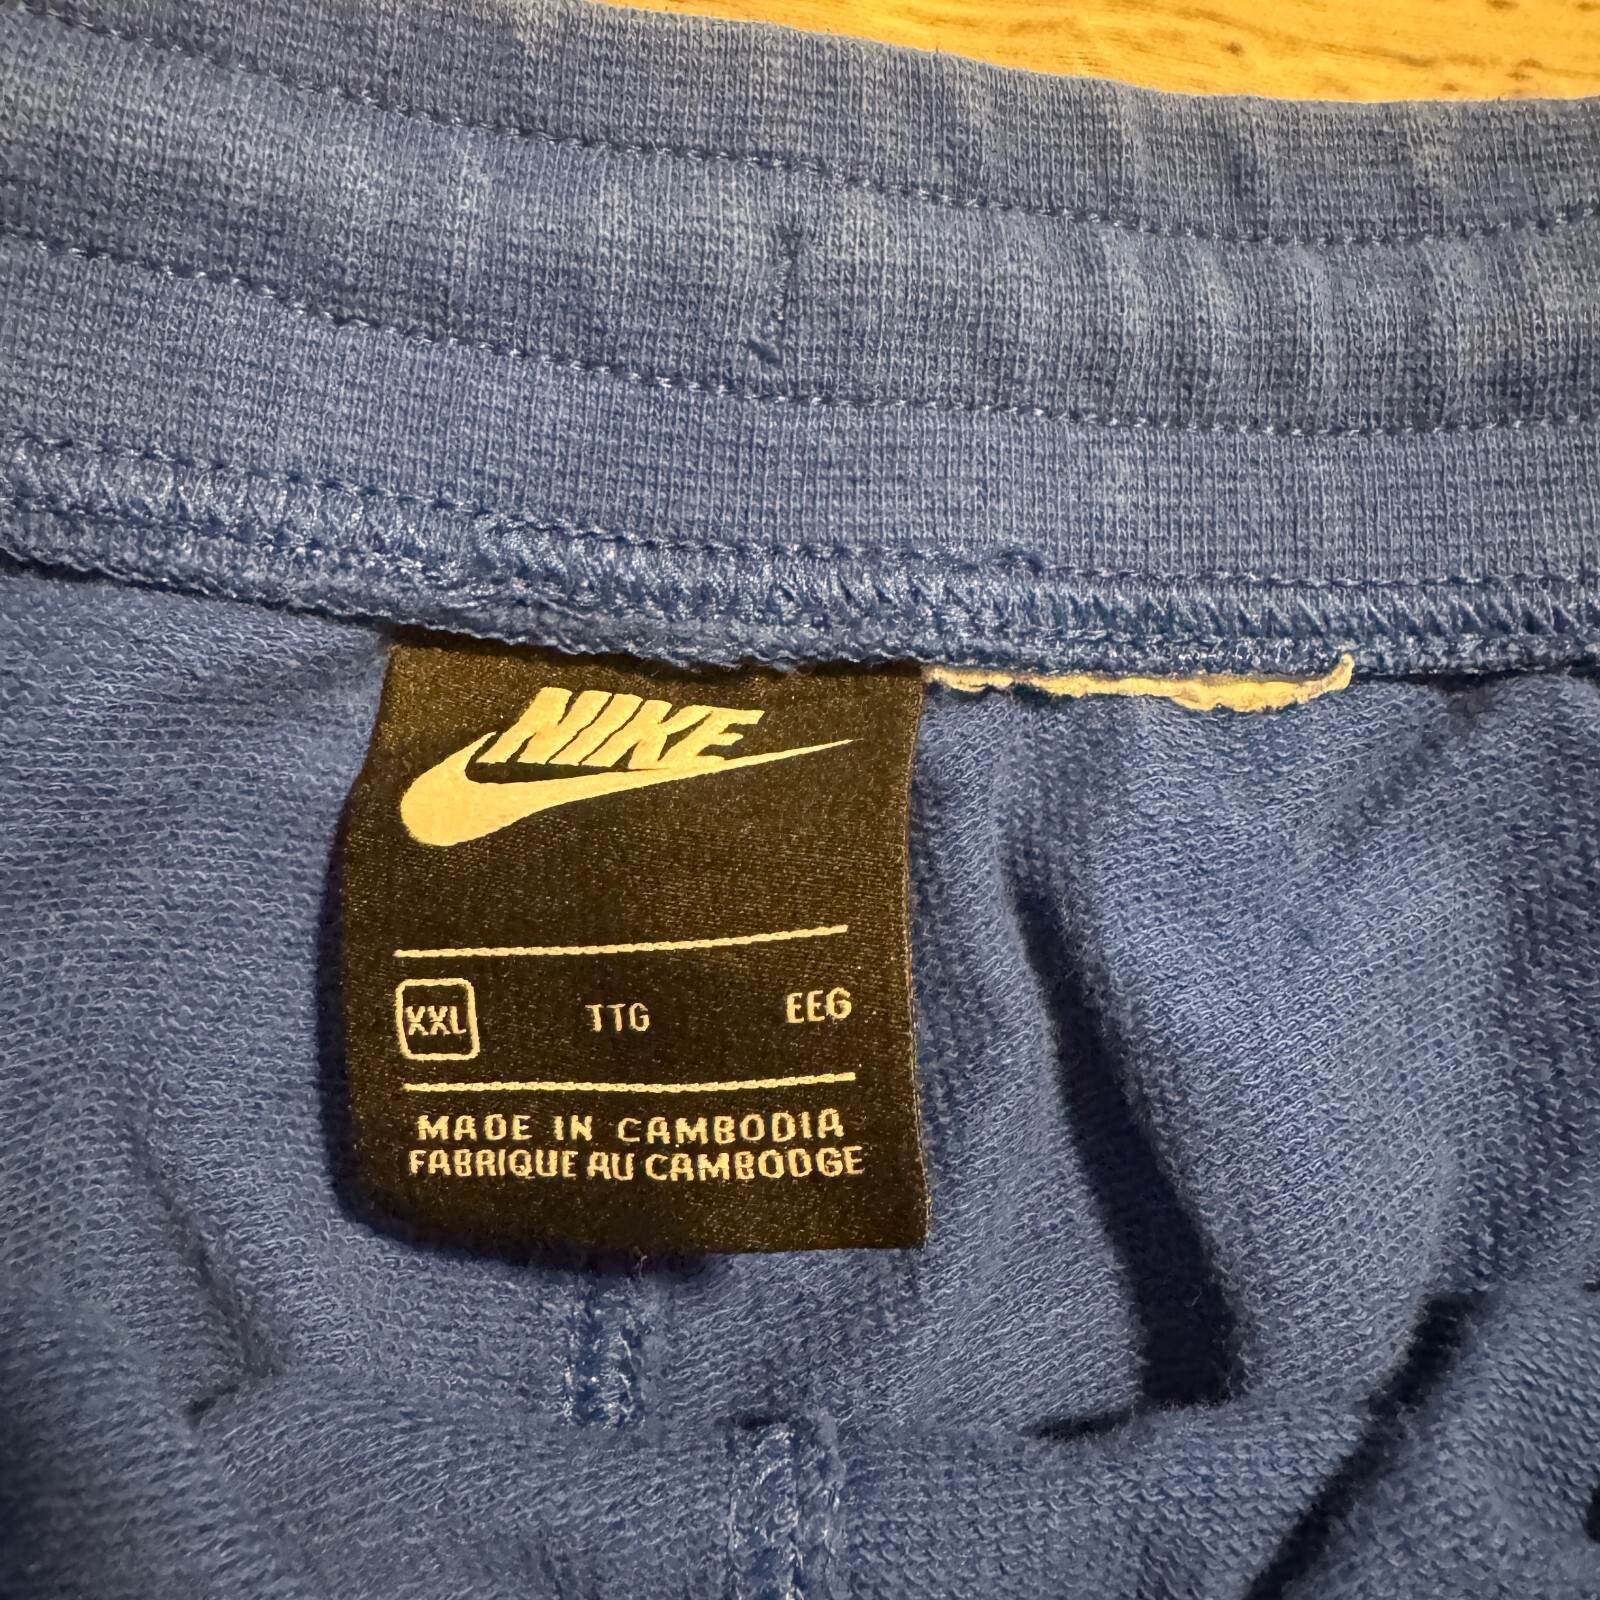 NIKE
XXL TTG EEG
MADE IN CAMBODIA
FABRIQUE AU CAMBODGE